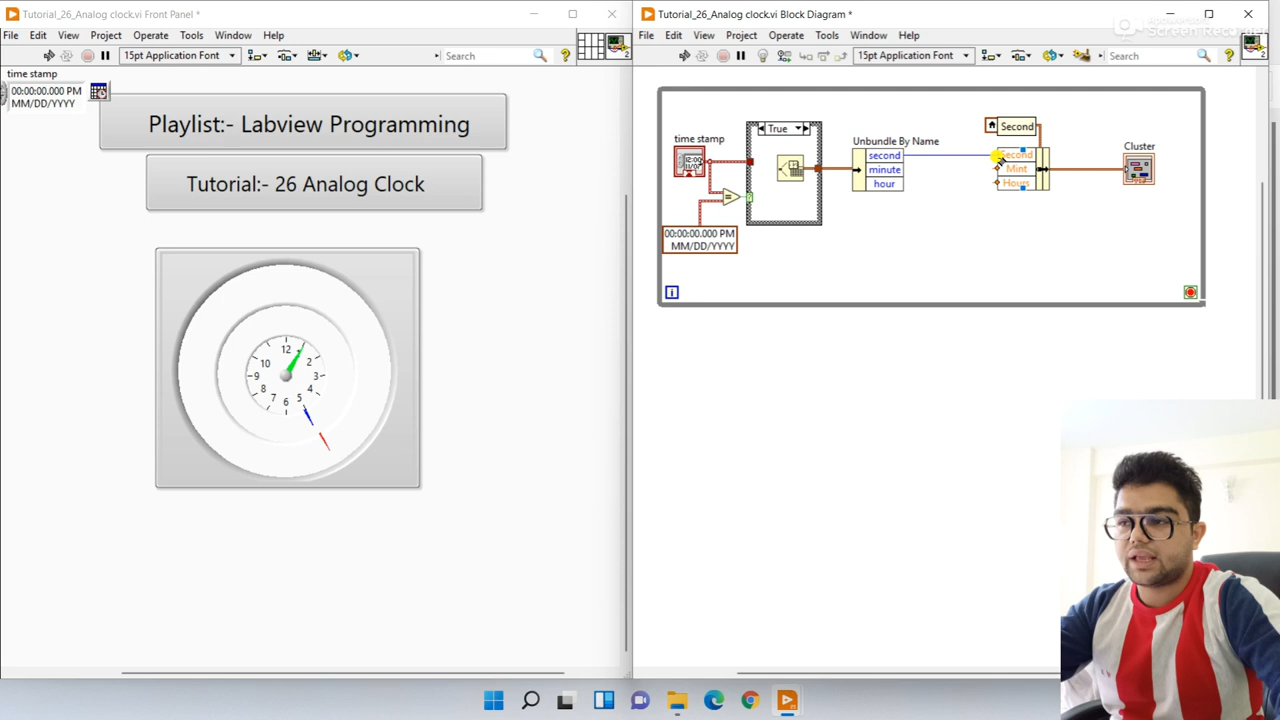 Tutorial_26_Analog clock.vi Front Panel *
File Edit View Project Operate Tools Window Help
15pt Application Font
Search
2
time stamp
00:00:00.000 PM
MM/DD/YYYY
Playlist:- Labview Programming
Tutorial:- 26 Analog Clock
12
10 2
9 3
8 4
7 6 5
Tutorial_26_Analog clock.vi Block Diagram *
Screen Recorder
File Edit View Project Operate Tools Window Help
15pt Application Font
Search
2
time stamp
True
Unbundle By Name
second
minute
hour
Second
Second
Mint
Hours
Cluster
00:00:00.000 PM
MM/DD/YYYY
i